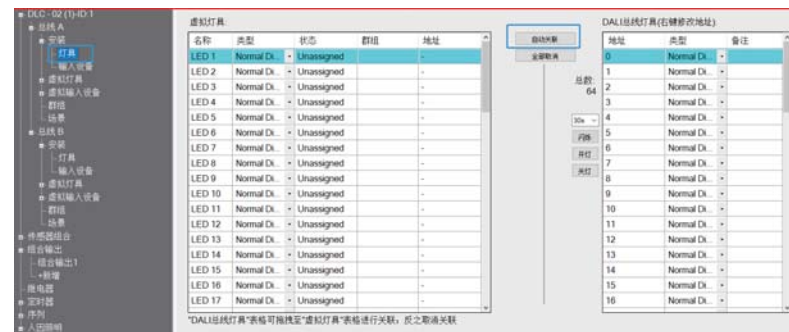 DLC - 02 (1)-ID:1
总线 A
安装
灯具
输入设备
虚拟灯具
虚拟输入设备
群组
场景
总线 B
安装
灯具
输入设备
虚拟灯具
虚拟输入设备
群组
场景
传感器组合
组合输出
组合输出1
+新增
继电器
定时器
序列
人因照明
虚拟灯具:
名称 类型 状态 群组 地址
LED 1 Normal Di... Unassigned -
LED 2 Normal Di... Unassigned -
LED 3 Normal Di... Unassigned -
LED 4 Normal Di... Unassigned -
LED 5 Normal Di... Unassigned -
LED 6 Normal Di... Unassigned -
LED 7 Normal Di... Unassigned -
LED 8 Normal Di... Unassigned -
LED 9 Normal Di... Unassigned -
LED 10 Normal Di... Unassigned -
LED 11 Normal Di... Unassigned -
LED 12 Normal Di... Unassigned -
LED 13 Normal Di... Unassigned -
LED 14 Normal Di... Unassigned -
LED 15 Normal Di... Unassigned -
LED 16 Normal Di... Unassigned -
LED 17 Normal Di... Unassigned -
"DALI总线灯具"表格可拖拽至"虚拟灯具"表格进行关联，反之取消关联
自动关联
全部取消
总数:
64
30s
闪烁
开灯
关灯
DALI总线灯具(右键修改地址):
地址 类型 备注
0 Normal Di...
1 Normal Di...
2 Normal Di...
3 Normal Di...
4 Normal Di...
5 Normal Di...
6 Normal Di...
7 Normal Di...
8 Normal Di...
9 Normal Di...
10 Normal Di...
11 Normal Di...
12 Normal Di...
13 Normal Di...
14 Normal Di...
15 Normal Di...
16 Normal Di...